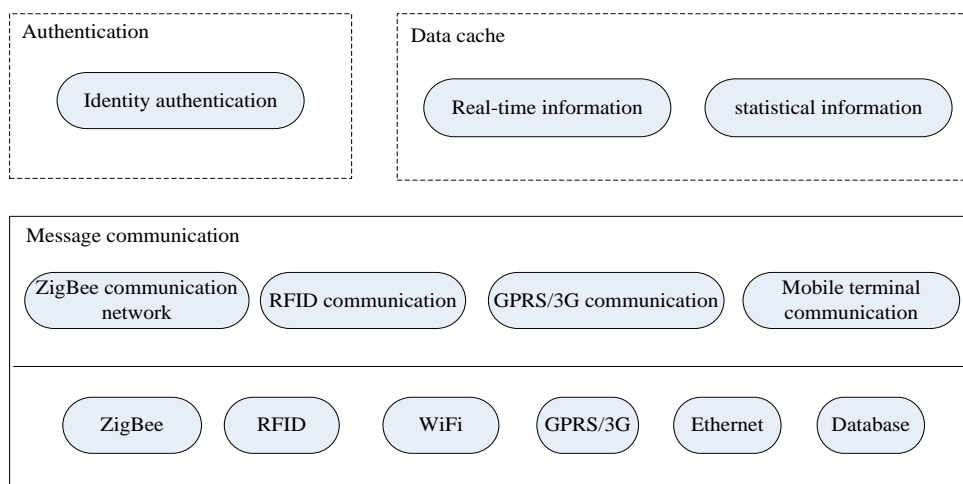 Authentication
Identity authentication
Data cache
Real-time information
statistical information
Message communication
ZigBee communication
network
RFID communication
GPRS/3G communication
Mobile terminal
communication
ZigBee
RFID
WiFi
GPRS/3G
Ethernet
Database